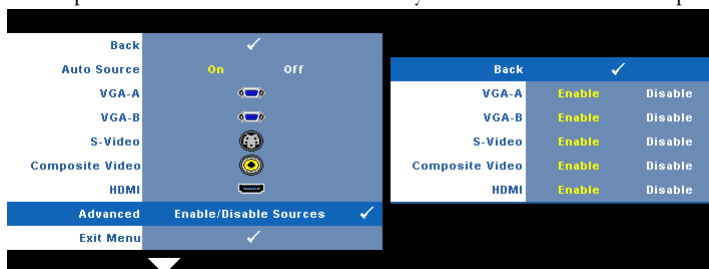 Back
Auto Source On Off
VGA-A
VGA-B
S-Video
Composite Video
HDMI
Advanced Enable/Disable Sources
Exit Menu
Back
VGA-A Enable Disable
VGA-B Enable Disable
S-Video Enable Disable
Composite Video Enable Disable
HDMI Enable Disable